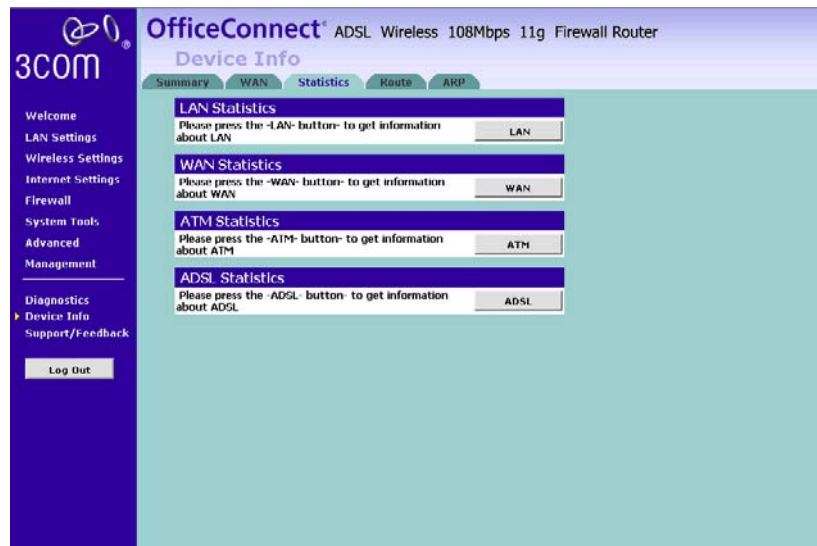 3COM
OfficeConnect® ADSL Wireless 108Mbps 11g Firewall Router
Device Info
Summary WAN Statistics Route ARP
Welcome
LAN Settings
Wireless Settings
Internet Settings
Firewall
System Tools
Advanced
Management
Diagnostics
Device Info
Support/Feedback
Log Out
LAN Statistics
Please press the -LAN- button- to get information
about LAN
LAN
WAN Statistics
Please press the -WAN- button- to get information
about WAN
WAN
ATM Statistics
Please press the -ATM- button- to get information
about ATM
ATM
ADSL Statistics
Please press the -ADSL- button- to get information
about ADSL
ADSL